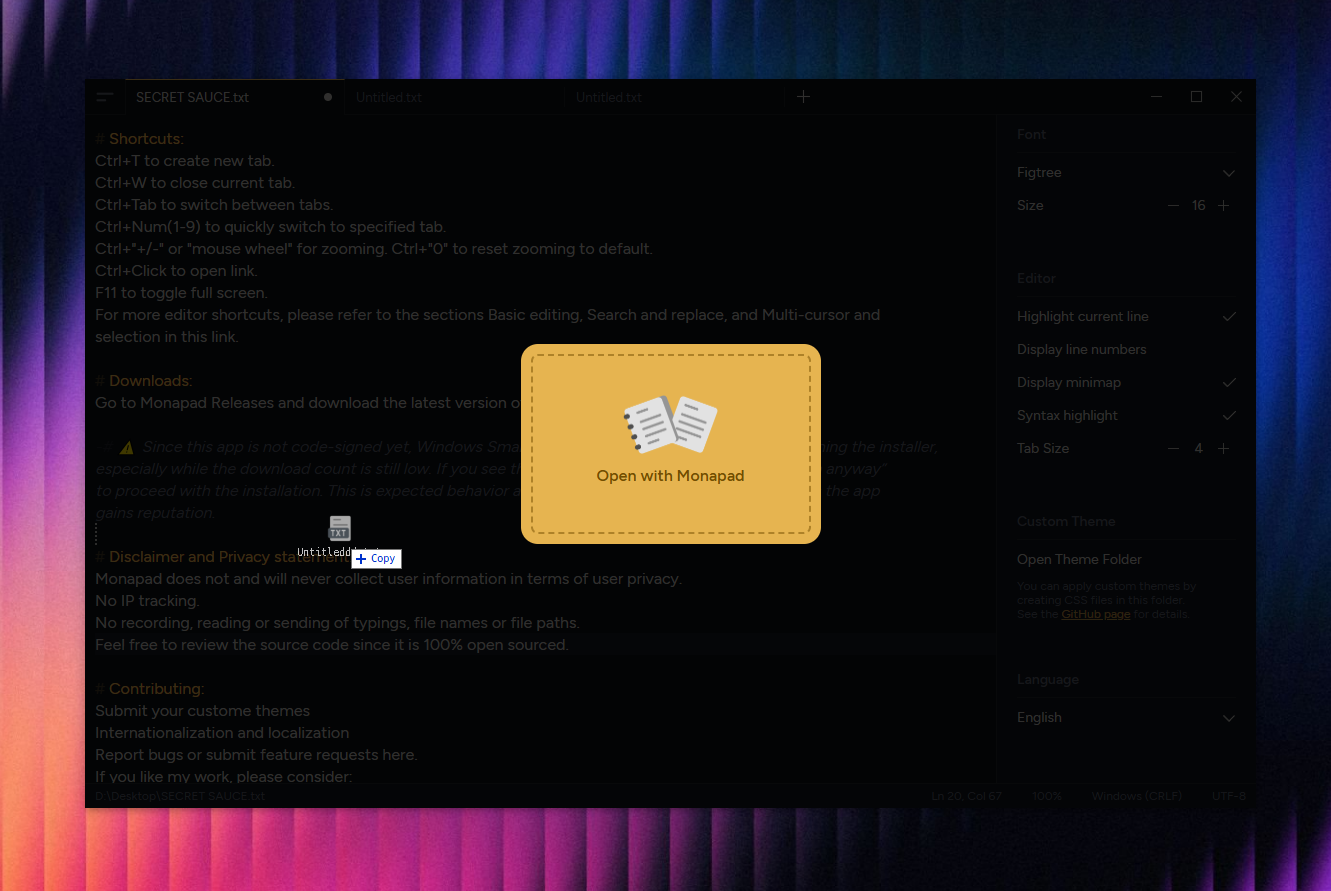 SECRET SAUCE.txt
Untitled.txt
Untitled.txt
# Shortcuts:
Ctrl+T to create new tab.
Ctrl+W to close current tab.
Ctrl+Tab to switch between tabs.
Ctrl+Num(1-9) to quickly switch to specified tab.
Ctrl+"+/-" or "mouse wheel" for zooming. Ctrl+"0" to reset zooming to default.
Ctrl+Click to open link.
F11 to toggle full screen.
For more editor shortcuts, please refer to the sections Basic editing, Search and replace, and Multi-cursor and
selection in this link.
# Downloads:
Go to Monapad Releases and download the latest version o
Since this app is not code-signed yet, Windows Sma
ning the installer,
especially while the download count is still low. If you see th
anyway"
to proceed with the installation. This is expected behavior a
the app
gains reputation.
Open with Monapad
TXT
Copy
# Disclaimer and Privacy statement
Monapad does not and will never collect user information in terms of user privacy.
No IP tracking.
No recording, reading or sending of typings, file names or file paths.
Feel free to review the source code since it is 100% open sourced.
# Contributing:
Submit your custome themes
Internationalization and localization
Report bugs or submit feature requests here.
If you like my work, please consider:
D:\Desktop\SECRET SAUCE.txt
Ln 20, Col 67
100%
Windows (CRLF)
UTF-8
Font
Figtree
Size
16
Editor
Highlight current line
Display line numbers
Display minimap
Syntax highlight
Tab Size
4
Custom Theme
Open Theme Folder
You can apply custom themes by
creating CSS files in this folder.
See the GitHub page for details.
Language
English